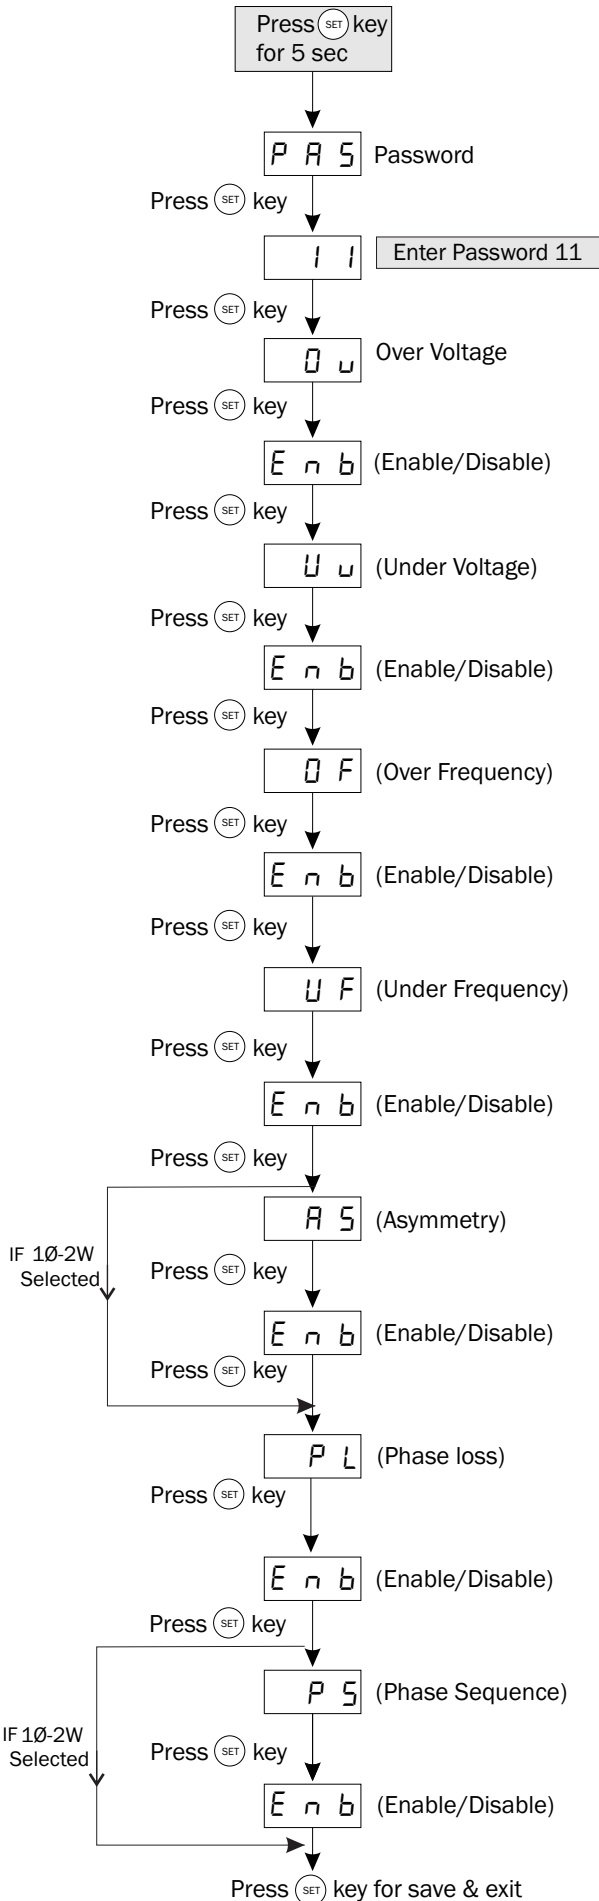 Press SET key
for 5 sec
P A S Password
Press SET key
1 1 Enter Password 11
Press SET key
O u Over Voltage
Press SET key
E n b (Enable/Disable)
Press SET key
U u (Under Voltage)
Press SET key
E n b (Enable/Disable)
Press SET key
O F (Over Frequency)
Press SET key
E n b (Enable/Disable)
Press SET key
U F (Under Frequency)
Press SET key
E n b (Enable/Disable)
Press SET key
A S (Asymmetry)
IF 1Ø-2W
Selected
Press SET key
E n b (Enable/Disable)
Press SET key
P L (Phase loss)
Press SET key
E n b (Enable/Disable)
Press SET key
P S (Phase Sequence)
IF 1Ø-2W
Selected
Press SET key
E n b (Enable/Disable)
Press SET key for save & exit